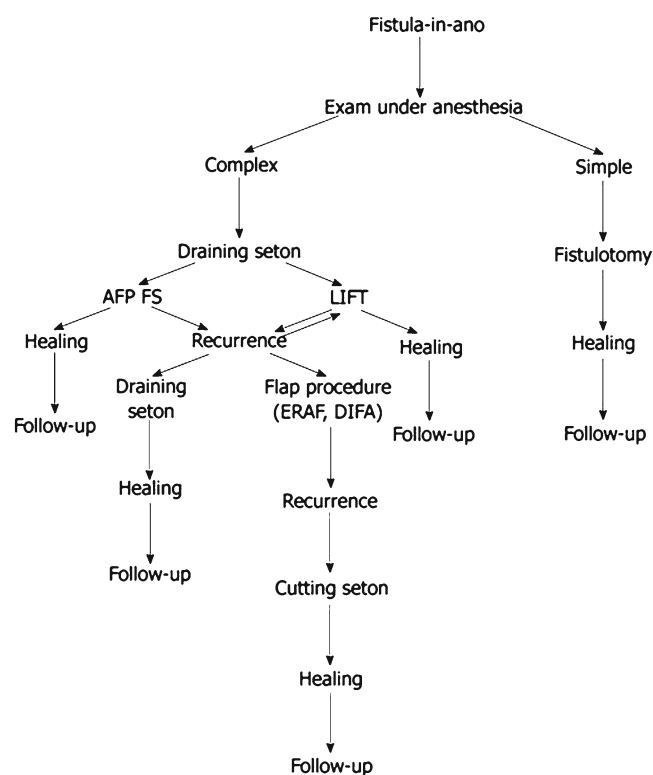 Fistula-in-ano
Exam under anesthesia
Complex
Simple
Draining seton
Fistulotomy
AFP FS
LIFT
Healing
Recurrence
Healing
Healing
Draining
seton
Flap procedure
(ERAF, DIFA)
Follow-up
Follow-up
Follow-up
Healing
Recurrence
Follow-up
Cutting seton
Healing
Follow-up